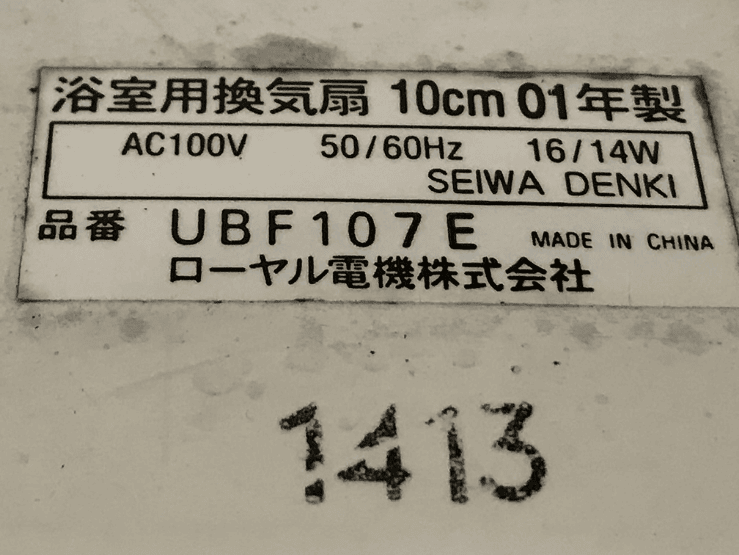 浴室用換気扇 10cm 01年製
AC100V 50/60Hz 16/14W
SEIWA DENKI
品番 UBF107E MADE IN CHINA
ローヤル電機株式会社
1413